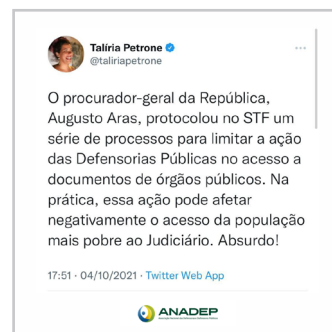 Talíria Petrone
@taliriapetrone
O procurador-geral da República,
Augusto Aras, protocolou no STF um
série de processos para limitar a ação
das Defensorias Públicas no acesso a
documentos de órgãos públicos. Na
prática, essa ação pode afetar
negativamente o acesso da população
mais pobre ao Judiciário. Absurdo!
17:51 · 04/10/2021 · Twitter Web App
ANADEP